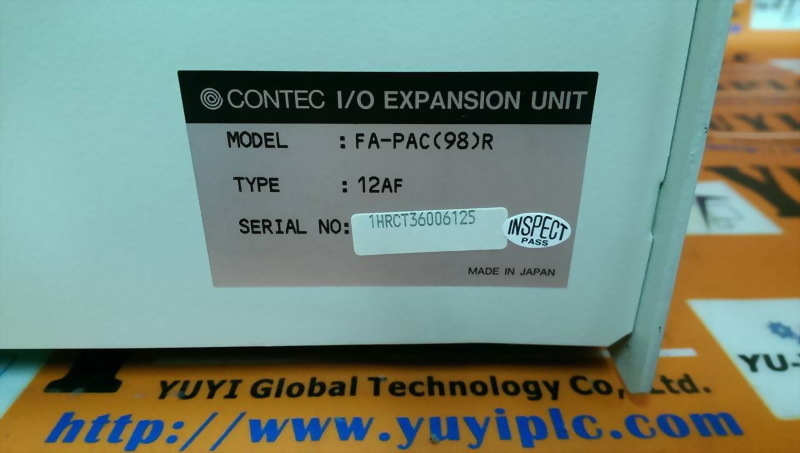 CONTEC I/O EXPANSION UNIT
MODEL : FA-PAC(98)R
TYPE : 12AF
SERIAL NO: 1HRCT36006125
INSPECT
PASS
MADE IN JAPAN
YUYI Global Technology Co., Ltd.
http://www.yuyiplc.com